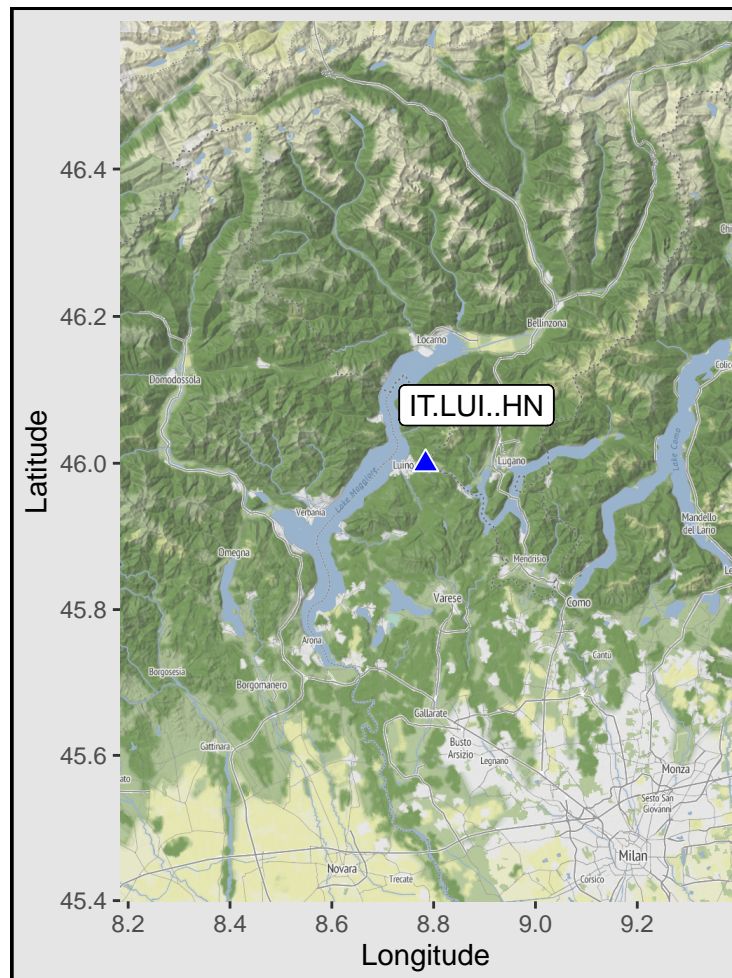 46.4
46.2
46.0
45.8
45.6
45.4
Latitude
Locarno
Bellinzona
Domodossola
IT.LUI..HN
Luino
Lugano
Lake Maggiore
Lake Como
Verbania
Mandello
del Lario
Omegna
Mendrisio
Varese
Como
Arona
Cantù
Borgosesia
Borgomanero
Gallarate
Gattinara
Busto
Arsizio
Legnano
Monza
Sesto San
Giovanni
Milan
Novara
Trecate
Corsico
8.2
8.4
8.6
8.8
9.0
9.2
Longitude